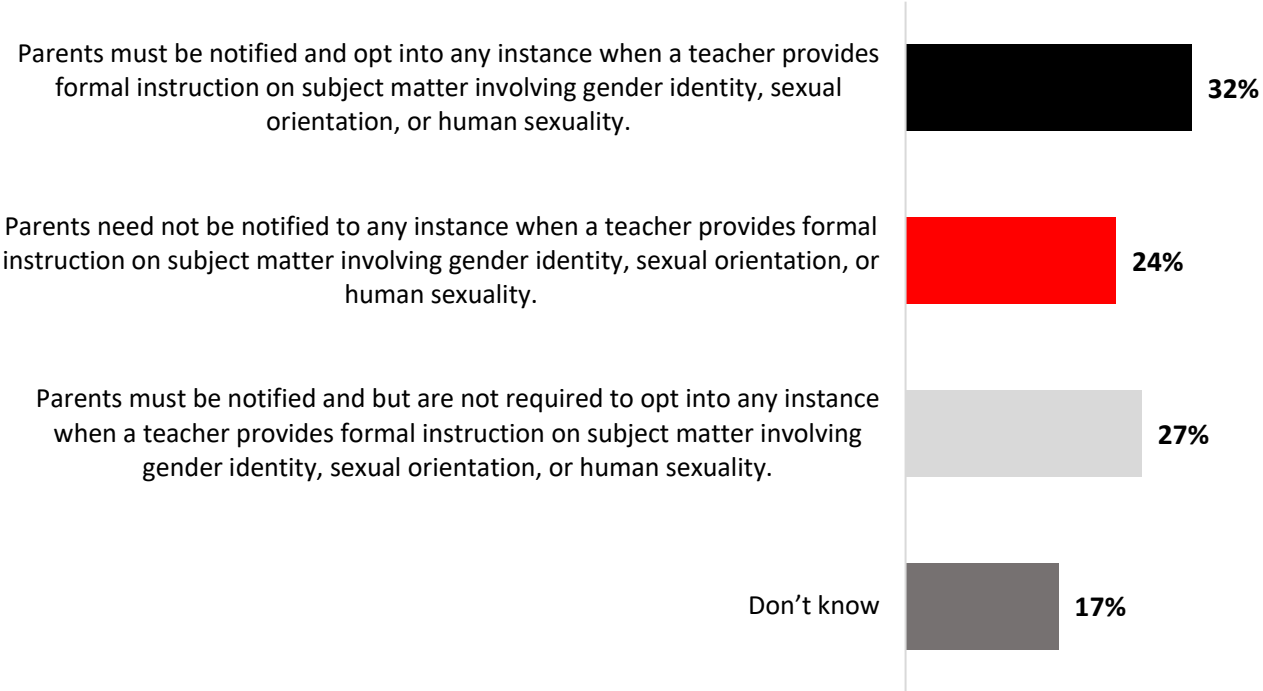 Parents must be notified and opt into any instance when a teacher provides
formal instruction on subject matter involving gender identity, sexual
orientation, or human sexuality.
32%
Parents need not be notified to any instance when a teacher provides formal
instruction on subject matter involving gender identity, sexual orientation, or
human sexuality.
24%
Parents must be notified and but are not required to opt into any instance
when a teacher provides formal instruction on subject matter involving
gender identity, sexual orientation, or human sexuality.
27%
Don’t know
17%